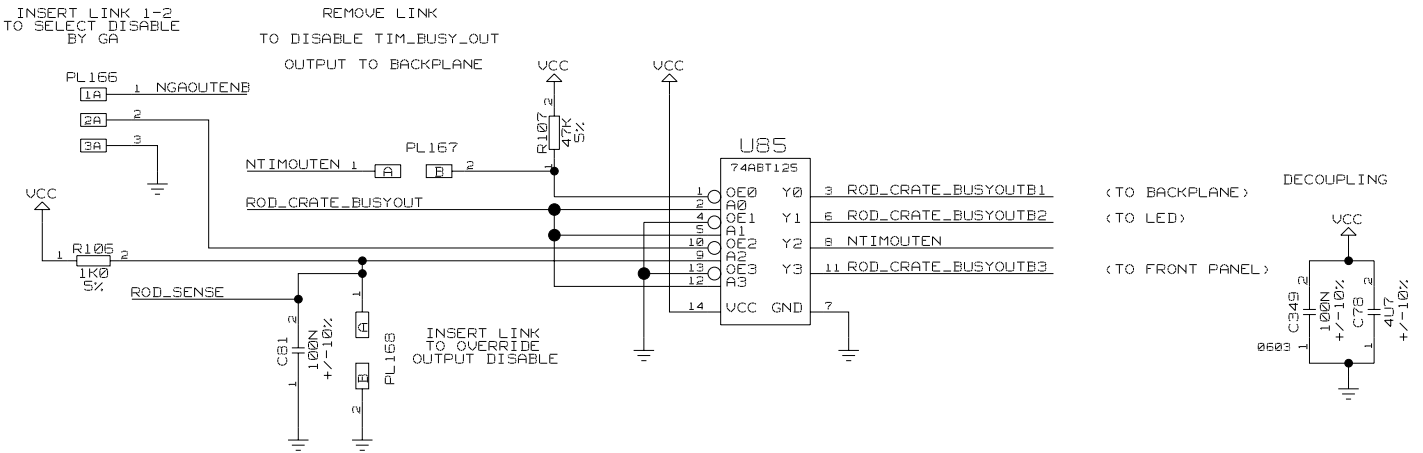 INSERT LINK 1-2
TO SELECT DISABLE
BY GA
REMOVE LINK
TO DISABLE TIM_BUSY_OUT
OUTPUT TO BACKPLANE
PL166
1A 1 NGAOUTENB
2A 2
3A 3
VCC
VCC
2
R107
47K
5%
1
PL167
NTIMOUTEN 1 A B 2
ROD_CRATE_BUSYOUT
VCC
1 R106 2
1K0
5%
ROD_SENSE
2
C81
100N
+/-10%
1
1
A
B
PL168
2
INSERT LINK
TO OVERRIDE
OUTPUT DISABLE
U85
74ABT125
1 OE0 Y0 3 ROD_CRATE_BUSYOUTB1 (TO BACKPLANE)
2 A0
4 OE1 Y1 6 ROD_CRATE_BUSYOUTB2 (TO LED)
5 A1
10 OE2 Y2 8 NTIMOUTEN
9 A2
13 OE3 Y3 11 ROD_CRATE_BUSYOUTB3 (TO FRONT PANEL)
12 A3
14 VCC GND 7
DECOUPLING
VCC
2
C349
100N
+/-10%
0603 1
2
C78
4U7
+/-10%
1